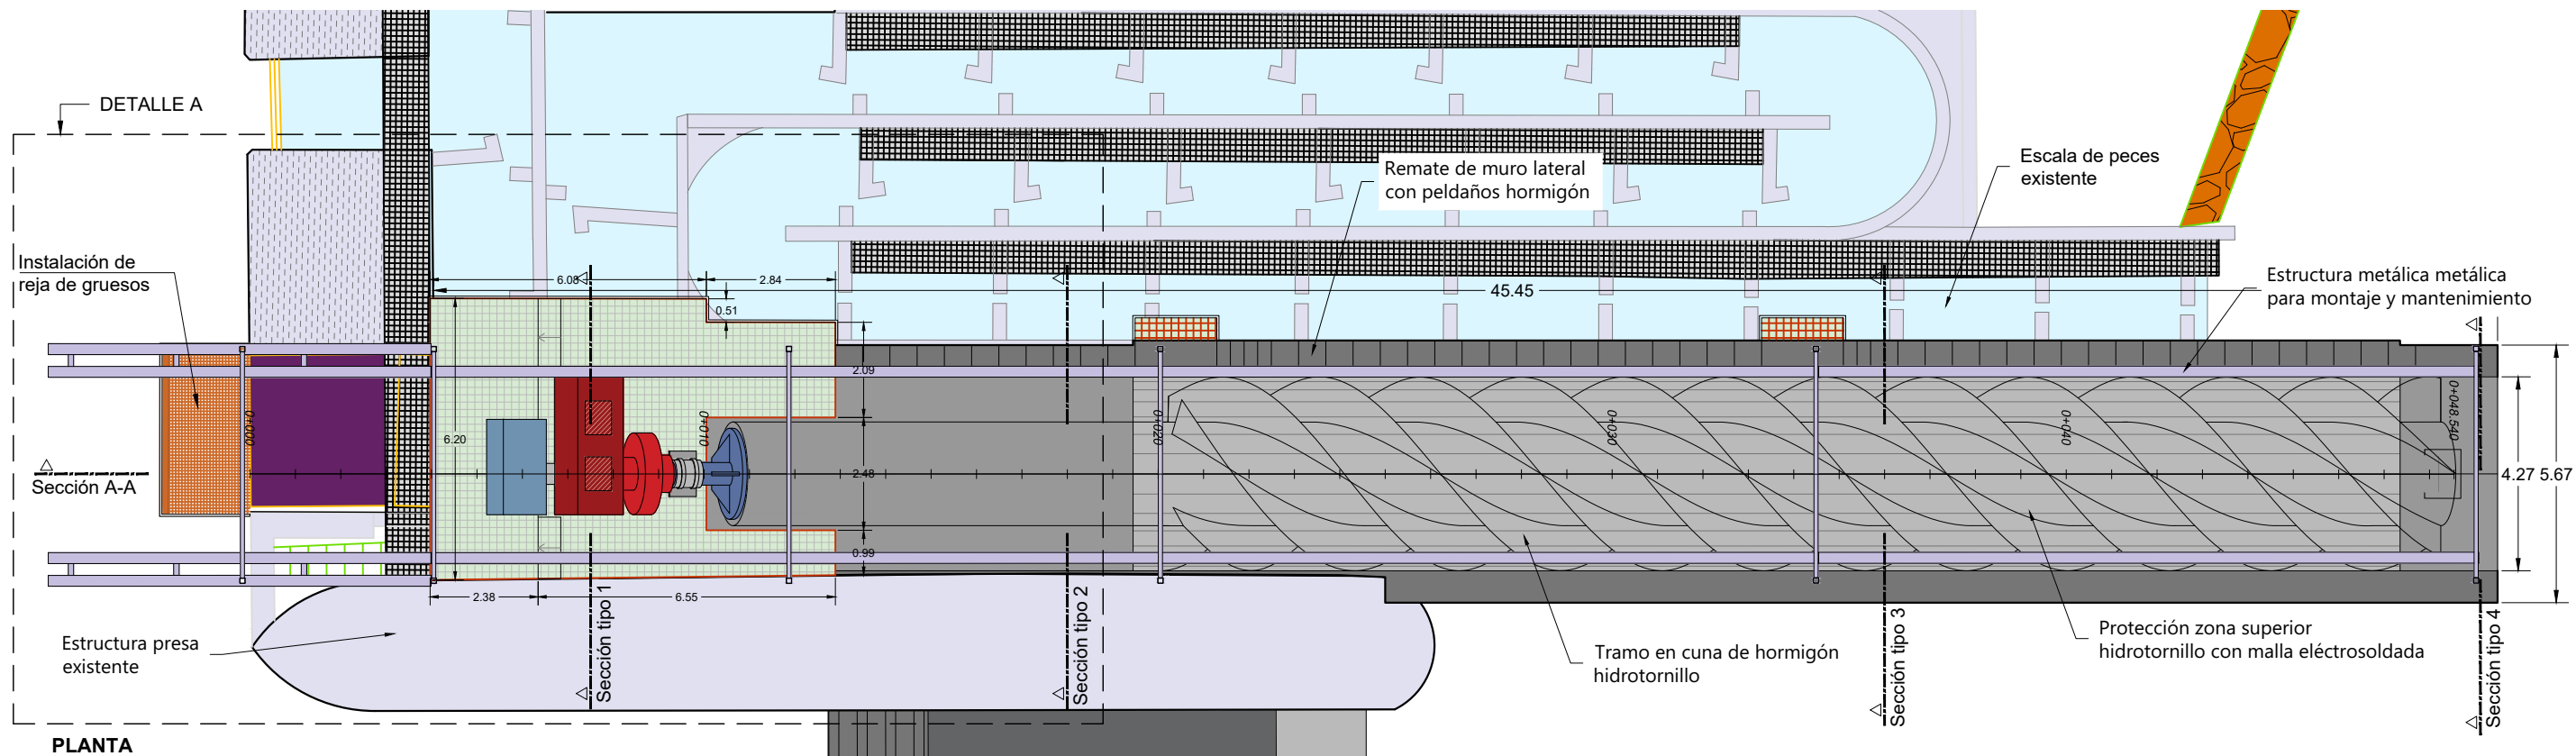 DETALLE A
Remate de muro lateral
con peldaños hormigón
Escala de peces
existente
Instalación de
reja de gruesos
Estructura metálica metálica
para montaje y mantenimiento
6.08
2.84
45.45
0.51
2.09
6.20
2.48
0.99
2.38
6.55
4.27
5.67
0+000
0+010
0+020
0+030
0+040
0+048.540
Sección A-A
Sección tipo 1
Sección tipo 2
Sección tipo 3
Sección tipo 4
Estructura presa
existente
Tramo en cuna de hormigón
hidrotornillo
Protección zona superior
hidrotornillo con malla eléctrosoldada
PLANTA